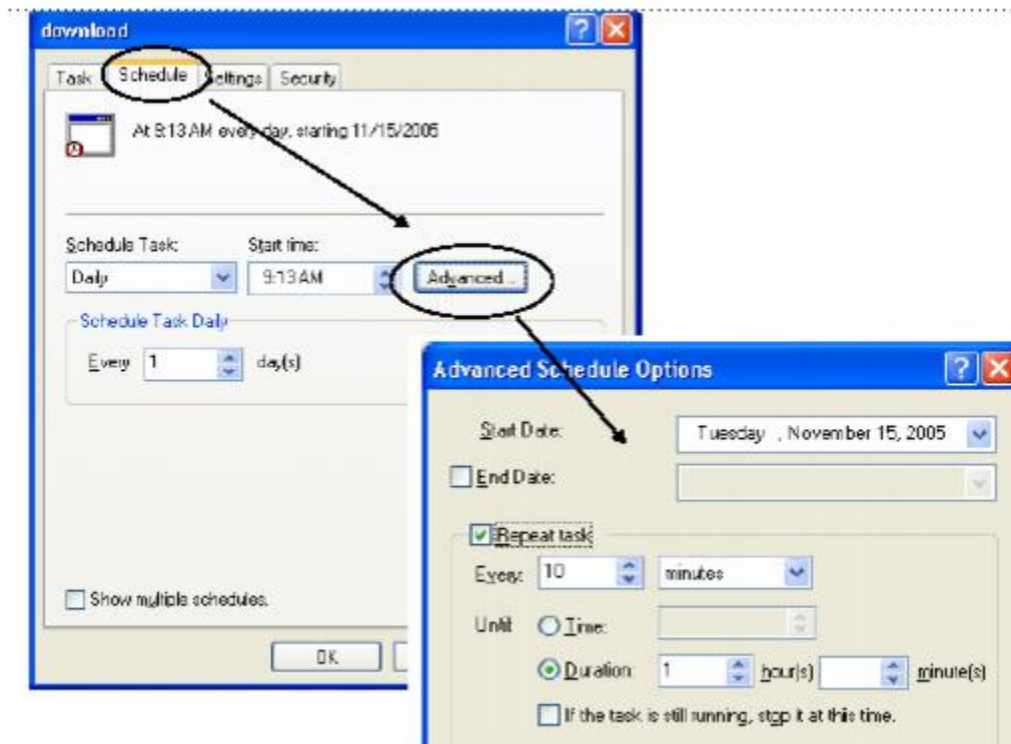 download
Task Schedule Settings Security
At 9:13 AM every day, starting 11/15/2005
Schedule Task: Start time:
Daily 9:13 AM Advanced...
Schedule Task Daily
Every 1 day(s)
Show multiple schedules.
OK
Advanced Schedule Options
Start Date: Tuesday , November 15, 2005
End Date:
Repeat task
Every: 10 minutes
Until: Time:
Duration: 1 hour(s) minute(s)
If the task is still running, stop it at this time.